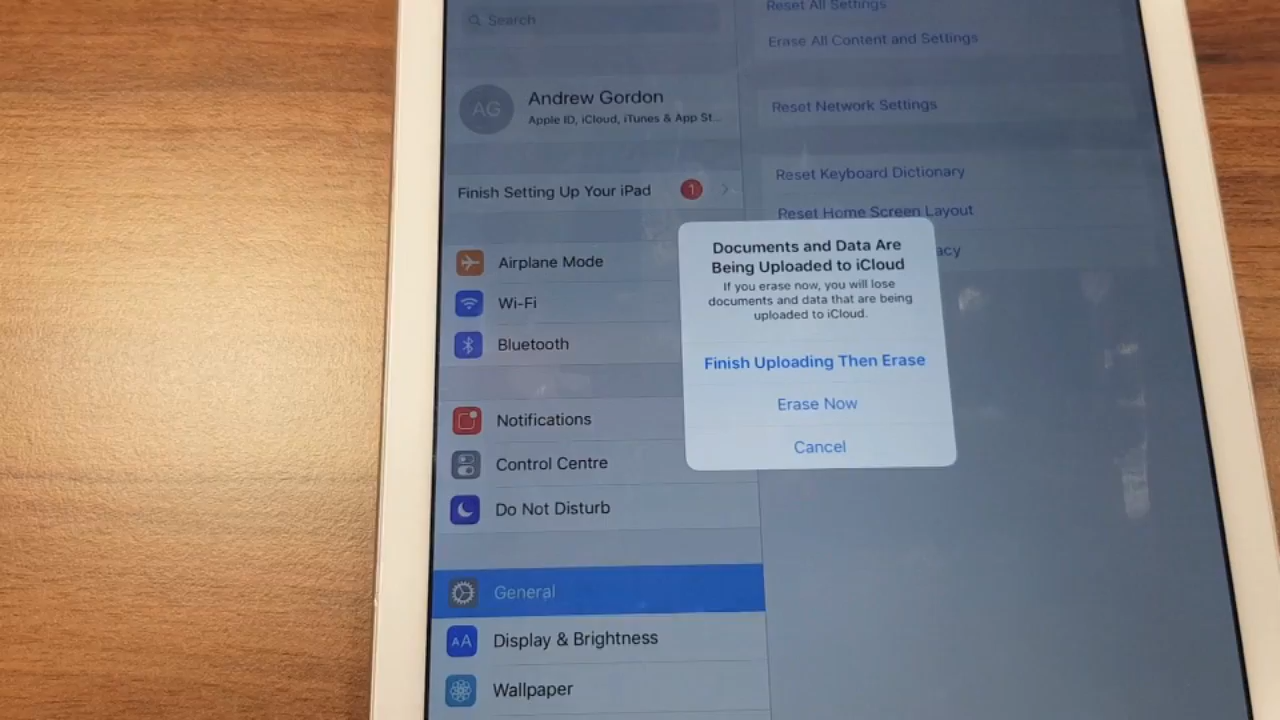 Search
Andrew Gordon
AG
Apple ID, iCloud, iTunes & App St...
Finish Setting Up Your iPad
1
Airplane Mode
Wi-Fi
Bluetooth
Notifications
Control Centre
Do Not Disturb
General
AA
Display & Brightness
Wallpaper
Reset All Settings
Erase All Content and Settings
Reset Network Settings
Reset Keyboard Dictionary
Reset Home Screen Layout
acy
Documents and Data Are
Being Uploaded to iCloud
If you erase now, you will lose
documents and data that are being
uploaded to iCloud.
Finish Uploading Then Erase
Erase Now
Cancel